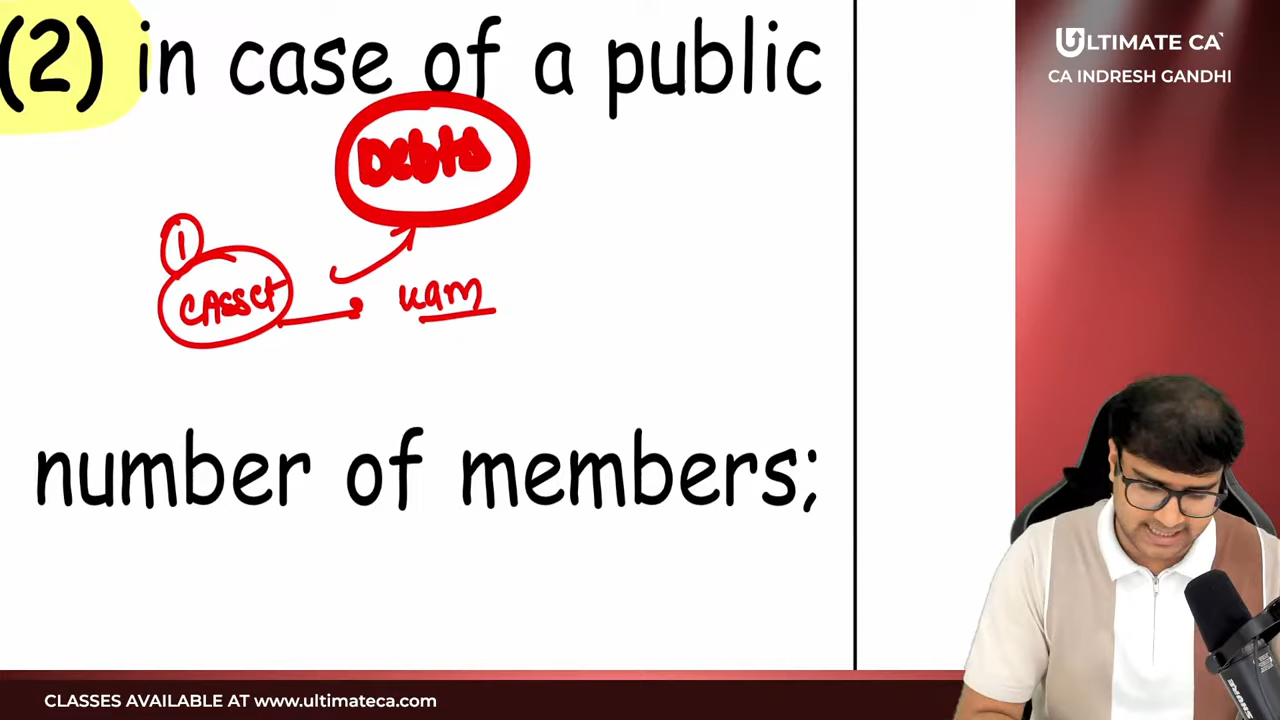 (2) in case of a public
ULTIMATE CA
CA INDRESH GANDHI
Debts
1
CASSet
uam
number of members;
CLASSES AVAILABLE AT www.ultimateca.com